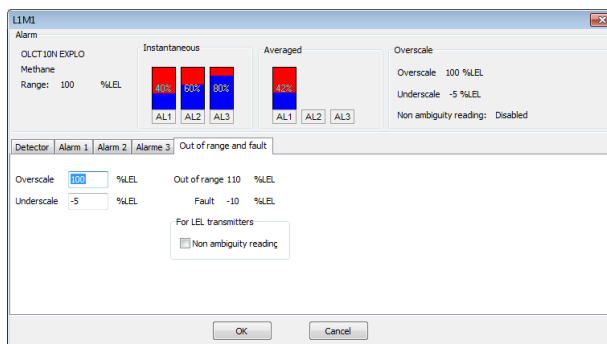 L1M1
Alarm
OLCT10N EXPLO
Methane
Range: 100 %LEL
Instantaneous
40% 60% 80%
AL1 AL2 AL3
Averaged
42%
AL1 AL2 AL3
Overscale
Overscale 100 %LEL
Underscale -5 %LEL
Non ambiguity reading: Disabled
Detector Alarm 1 Alarm 2 Alarme 3 Out of range and fault
Overscale 100 %LEL Out of range 110 %LEL
Underscale -5 %LEL Fault -10 %LEL
For LEL transmitters
Non ambiguity reading
OK Cancel